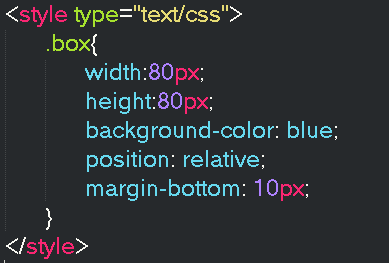 <style type="text/css">
.box{
width:80px;
height:80px;
background-color: blue;
position: relative;
margin-bottom: 10px;
}
</style>